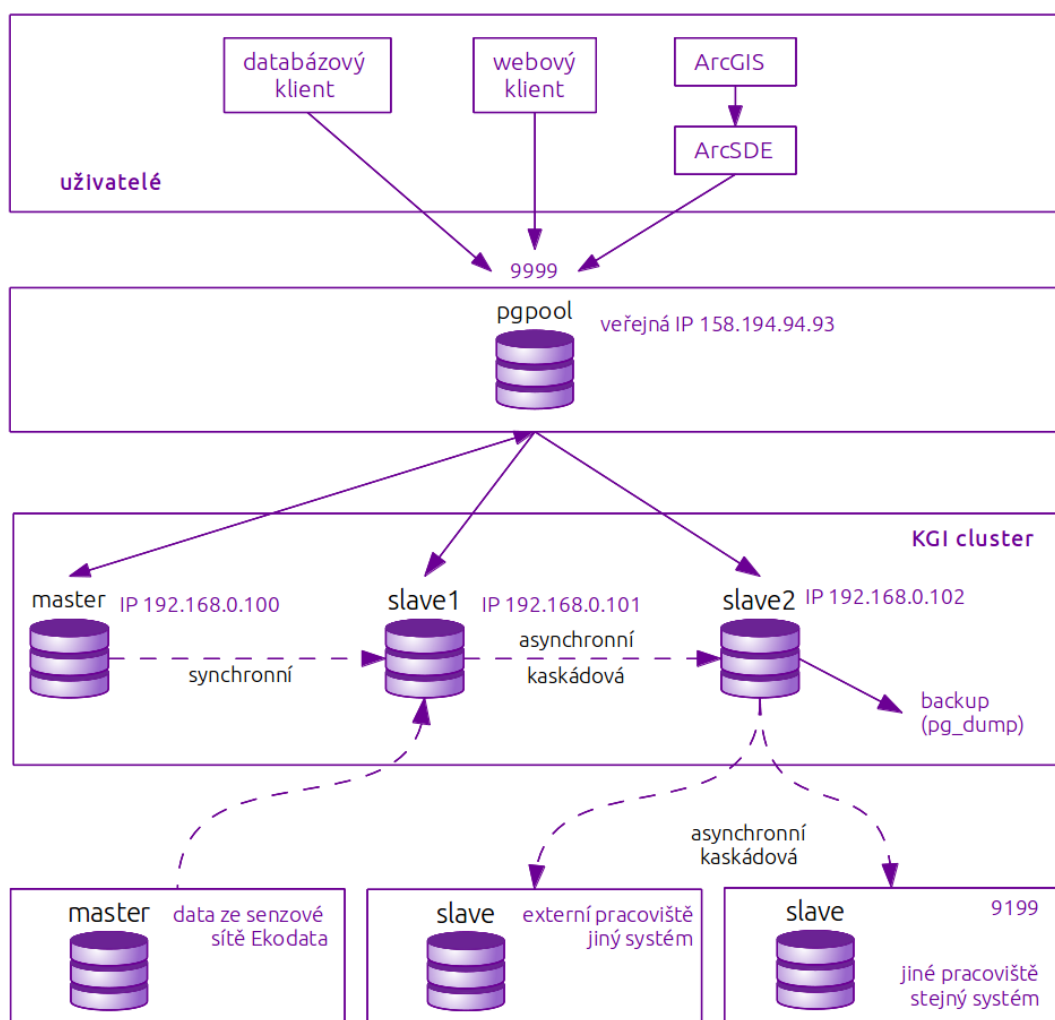 databázový
klient
webový
klient
ArcGIS
ArcSDE
uživatelé
9999
pgpool
veřejná IP 158.194.94.93
KGI cluster
master
IP 192.168.0.100
slave1
IP 192.168.0.101
slave2
IP 192.168.0.102
synchronní
asynchronní
kaskádová
backup
(pg_dump)
asynchronní
kaskádová
master
data ze senzové
sítě Ekodata
slave
externí pracoviště
jiný systém
slave
9199
jiné pracoviště
stejný systém